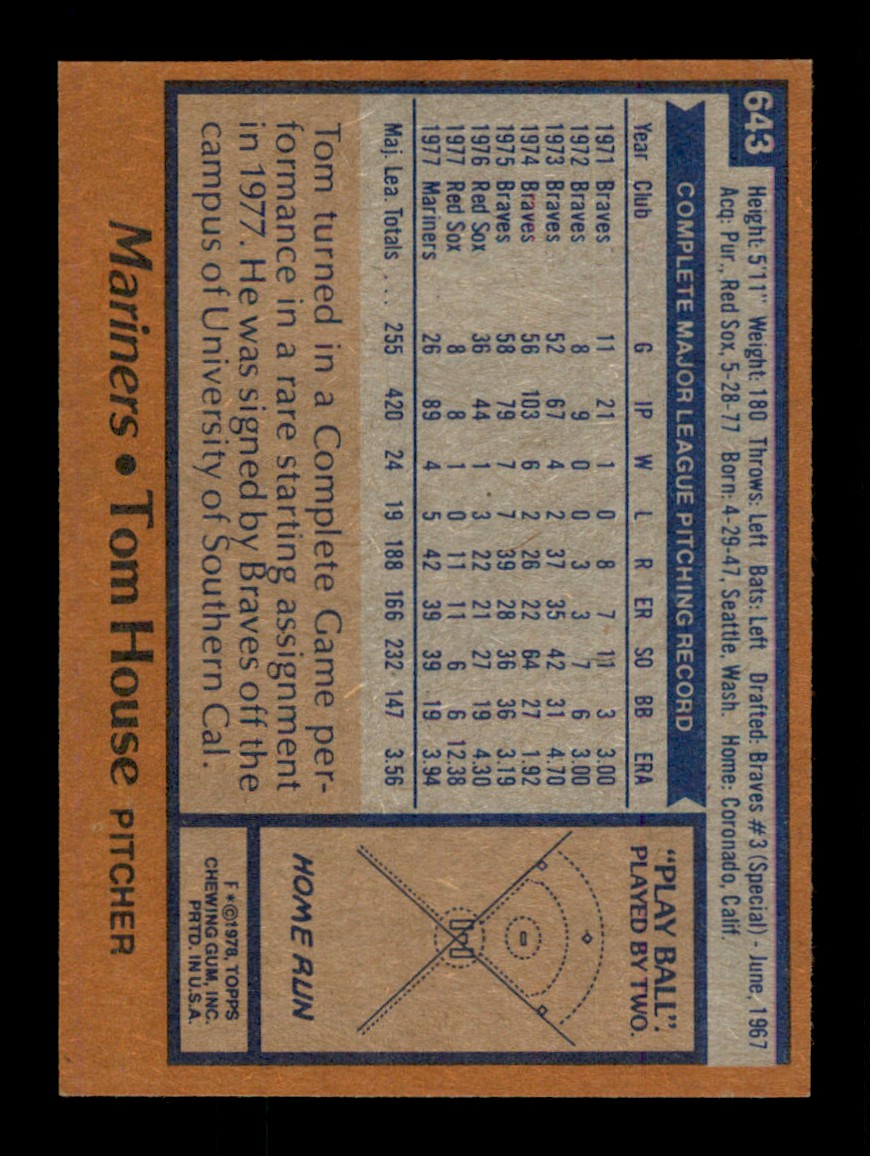 643
Height: 5'11" Weight: 180 Throws: Left Bats: Left Drafted: Braves #3 (Special) - June, 1967
Acq: Pur., Red Sox, 5-28-77 Born: 4-29-47, Seattle, Wash. Home: Coronado, Calif.
COMPLETE MAJOR LEAGUE PITCHING RECORD
Year Club G IP W L R ER SO BB ERA
1971 Braves 11 21 1 0 8 7 11 3 3.00
1972 Braves 8 9 0 0 3 3 7 6 3.00
1973 Braves 52 67 4 2 37 35 42 31 4.70
1974 Braves 56 103 6 2 26 22 64 27 1.92
1975 Braves 58 79 7 7 39 28 36 36 3.19
1976 Red Sox 36 44 1 3 22 21 27 19 4.30
1977 Red Sox 8 8 1 0 11 11 6 6 12.38
1977 Mariners 26 89 4 5 42 39 39 19 3.94
Maj. Lea. Totals ... 255 420 24 19 188 166 232 147 3.56
Tom turned in a Complete Game per-
formance in a rare starting assignment
in 1977. He was signed by Braves off the
campus of University of Southern Cal.
"PLAY BALL".
PLAYED BY TWO.
HOME RUN
F*©1978, TOPPS
CHEWING GUM, INC.
PRTD. IN U.S.A.
Mariners • Tom House PITCHER